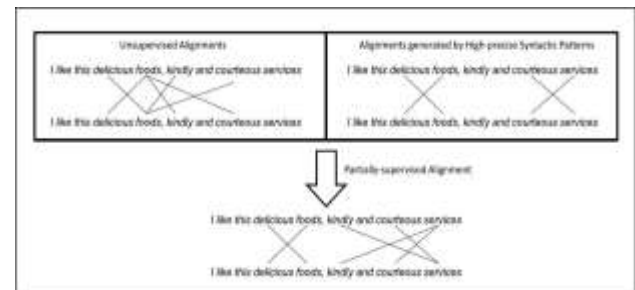 Unsupervised Alignments
I like this delicious foods, kindly and courteous services
I like this delicious foods, kindly and courteous services
Alignments generated by High-precise Syntactic Patterns
I like this delicious foods, kindly and courteous services
I like this delicious foods, kindly and courteous services
Partially-supervised Alignment
I like this delicious foods, kindly and courteous services
I like this delicious foods, kindly and courteous services